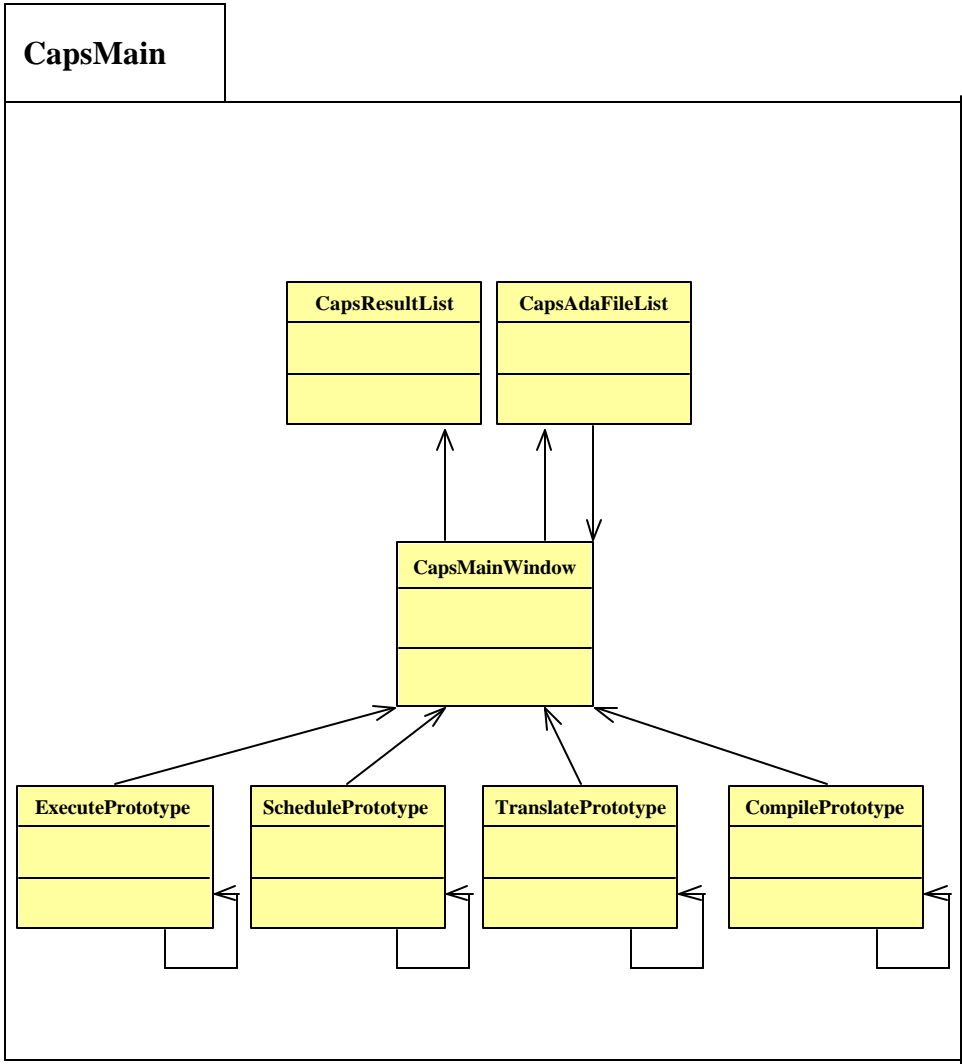 CapsMain
CapsResultList
CapsAdaFileList
CapsMainWindow
ExecutePrototype
SchedulePrototype
TranslatePrototype
CompilePrototype